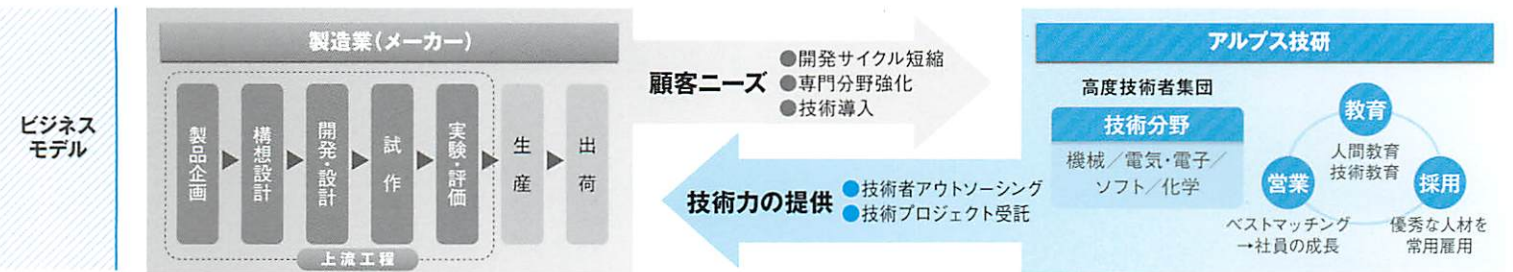 ビジネス
モデル
製造業(メーカー)
製品企画
構想設計
開発・設計
試作
実験・評価
生産
出荷
上流工程
顧客ニーズ
●開発サイクル短縮
●専門分野強化
●技術導入
技術力の提供
●技術者アウトソーシング
●技術プロジェクト受託
アルプス技研
高度技術者集団
技術分野
機械／電気・電子／
ソフト／化学
教育
人間教育
技術教育
営業
ベストマッチング
→社員の成長
採用
優秀な人材を
常用雇用